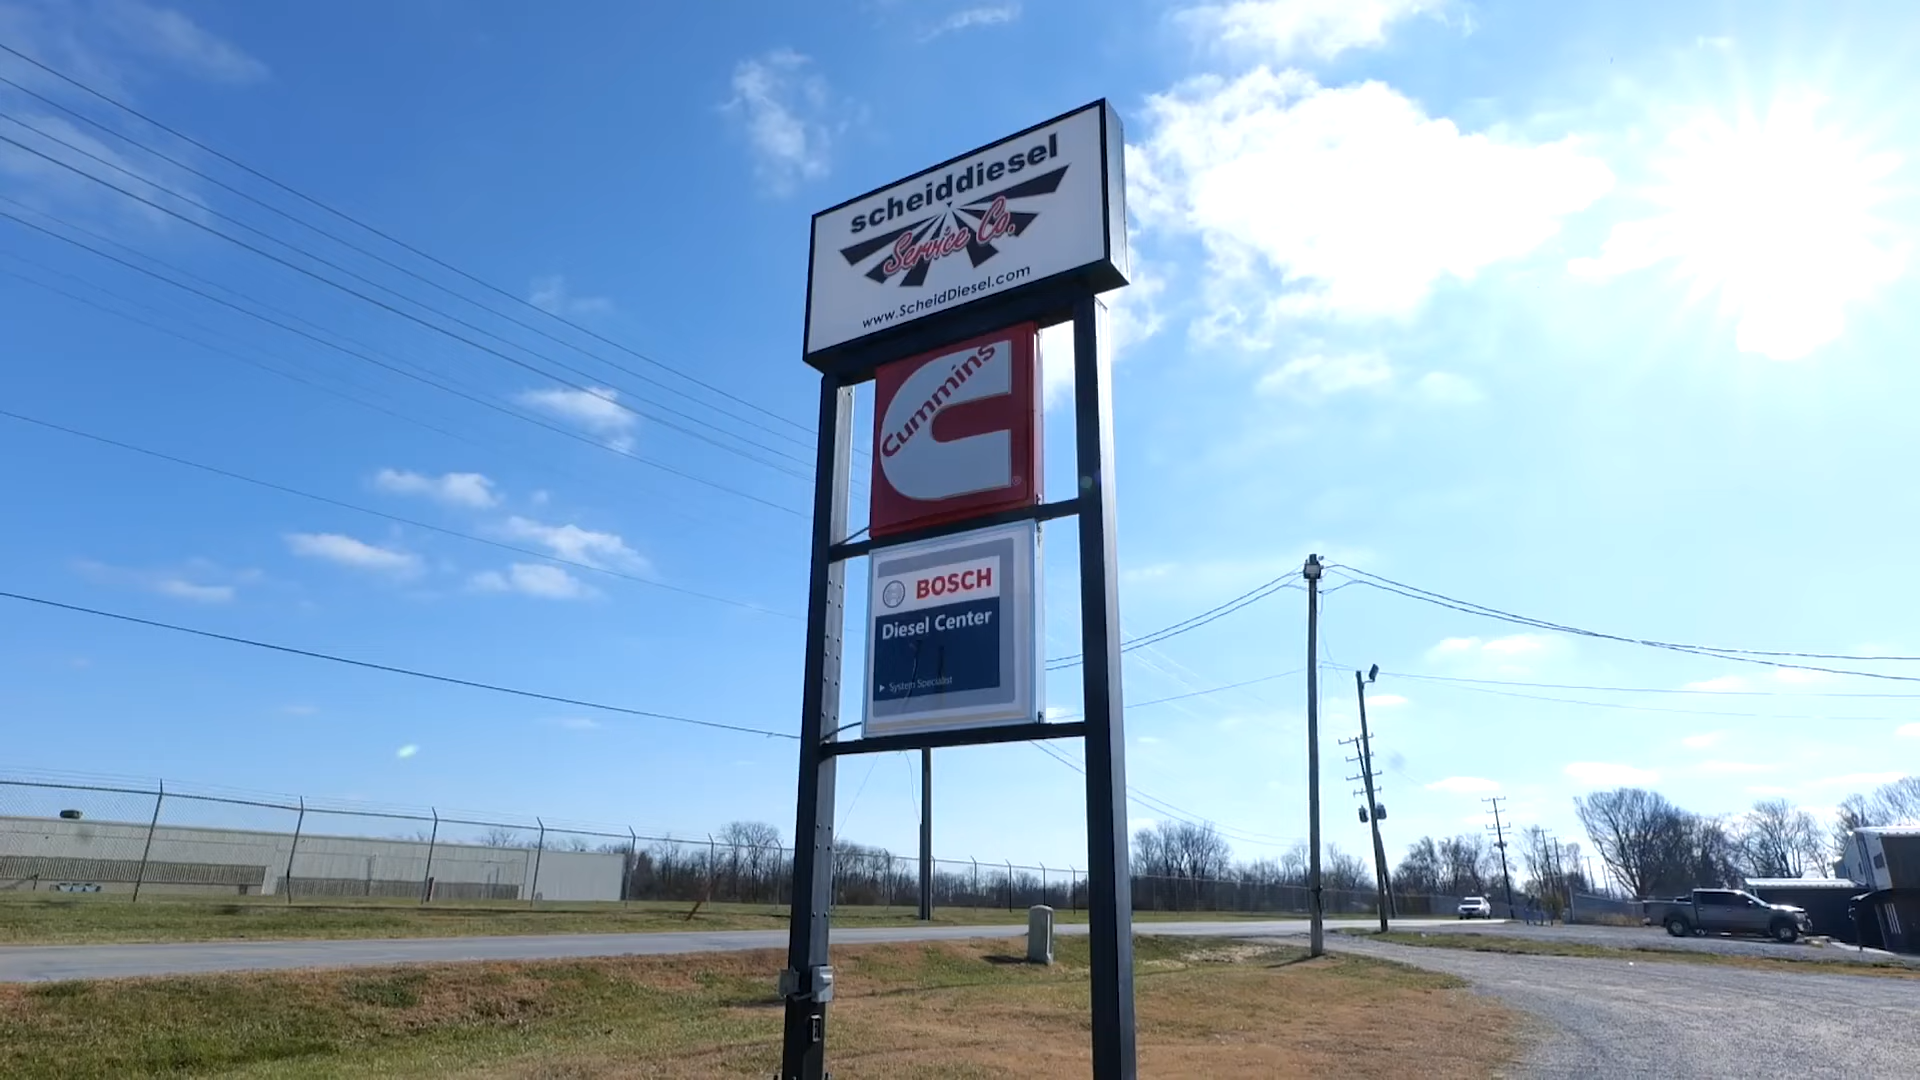 scheiddiesel
Service Co.
www.ScheidDiesel.com
Cummins
BOSCH
Diesel Center
System Specialist